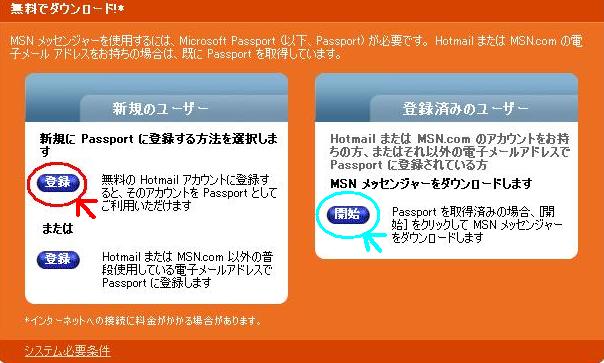 無料でダウンロード!*
MSN メッセンジャーを使用するには、Microsoft Passport (以下、Passport) が必要です。Hotmail または MSN.com の電
子メール アドレスをお持ちの場合は、既に Passport を取得しています。
新規のユーザー
新規に Passport に登録する方法を選択しま
す
登録
無料の Hotmail アカウントに登録す
ると、そのアカウントを Passport として
ご利用いただけます
または
登録
Hotmail または MSN.com 以外の普
段使用している電子メールアドレスで
Passport に登録します
登録済みのユーザー
Hotmail または MSN.com のアカウントをお持
ちの方、またはそれ以外の電子メールアドレスで
Passport に登録されている方
MSN メッセンジャーをダウンロードします
開始
Passport を取得済みの場合、[開
始] をクリックして MSN メッセンジャー
をダウンロードします
*インターネットへの接続に料金がかかる場合があります。
システム必要条件